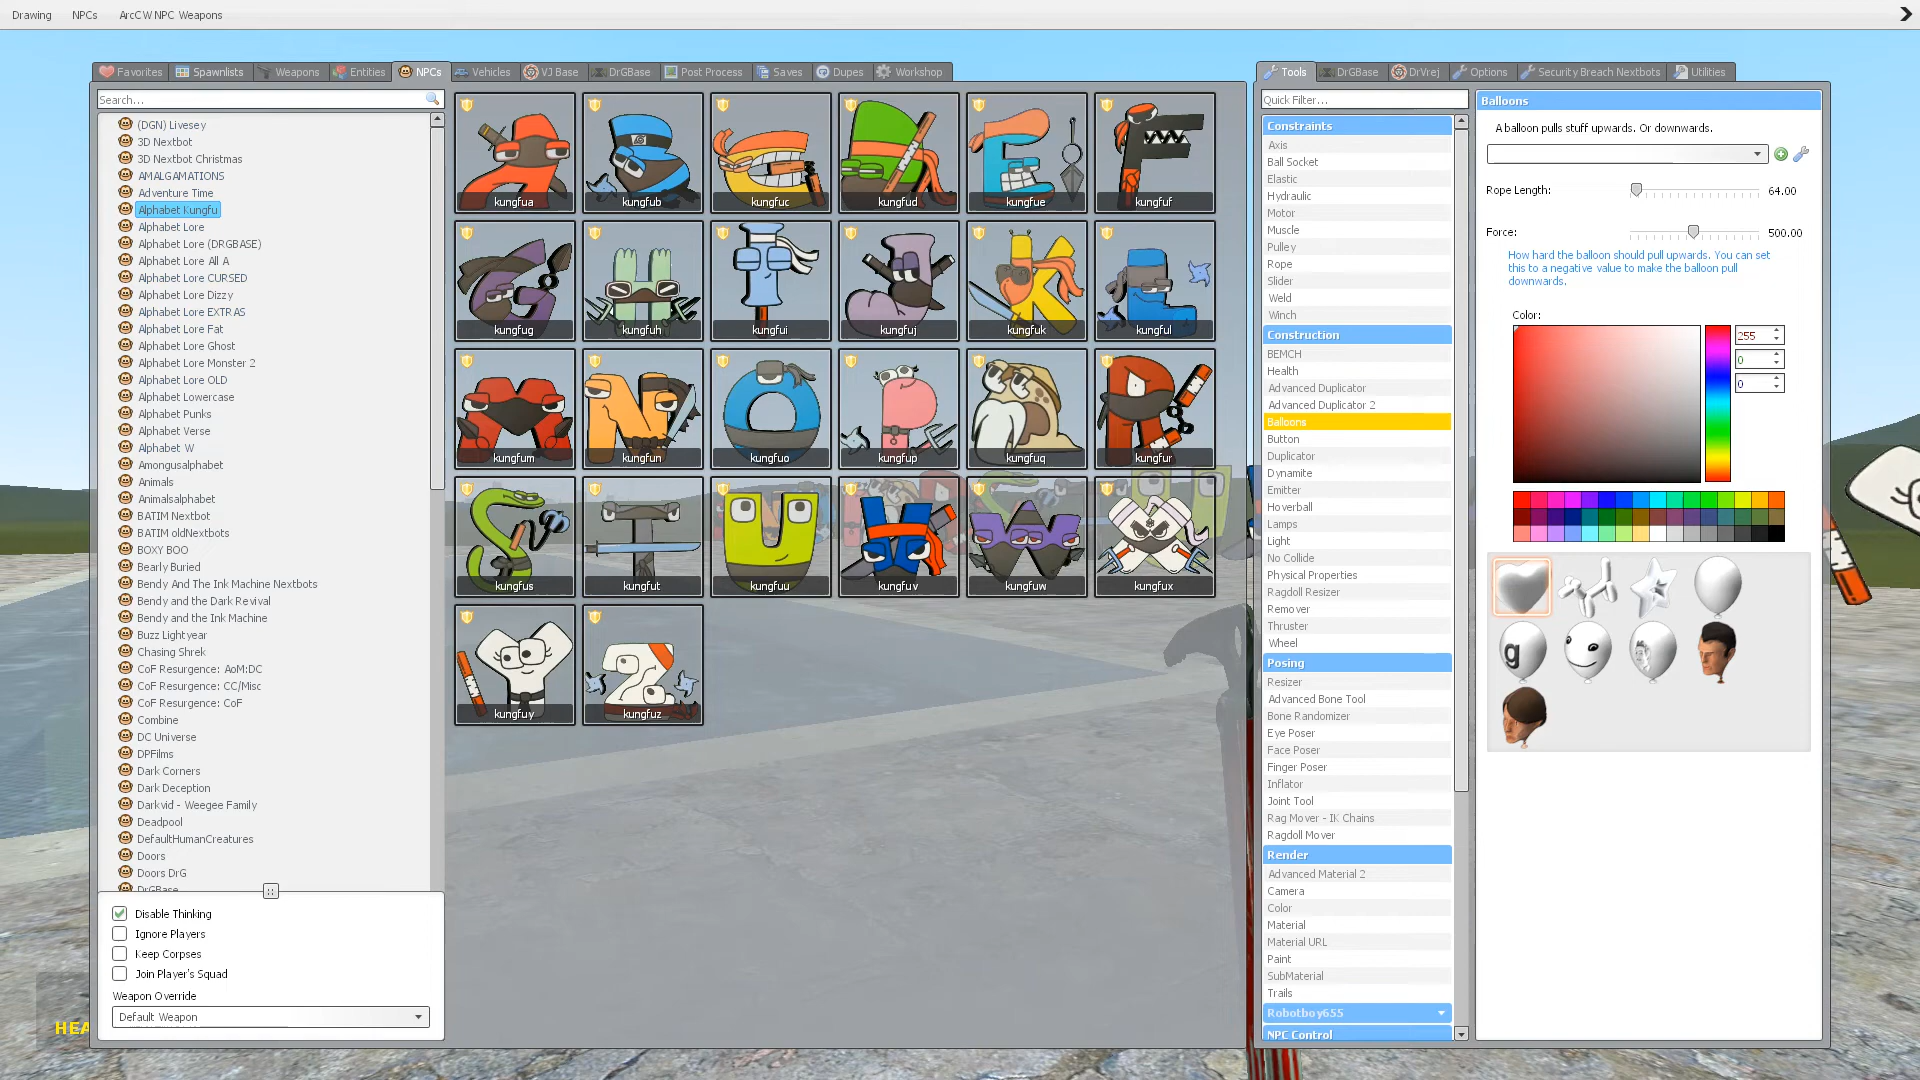 Drawing NPCs ArcCW NPC Weapons
Favorites Spawnlists Weapons Entities NPCs Vehicles VJ Base DrGBase Post Process Saves Dupes Workshop
Search...
(DGN) Livesey
3D Nextbot
3D Nextbot Christmas
AMALGAMATIONS
Adventure Time
Alphabet Kungfu
Alphabet Lore
Alphabet Lore (DRGBASE)
Alphabet Lore All A
Alphabet Lore CURSED
Alphabet Lore Dizzy
Alphabet Lore EXTRAS
Alphabet Lore Fat
Alphabet Lore Ghost
Alphabet Lore Monster 2
Alphabet Lore OLD
Alphabet Lowercase
Alphabet Punks
Alphabet Verse
Alphabet W
Amongusalphabet
Animals
Animalsalphabet
BATIM Nextbot
BATIM oldNextbots
BOXY BOO
Bearly Buried
Bendy And The Ink Machine Nextbots
Bendy and the Dark Revival
Bendy and the Ink Machine
Buzz Lightyear
Chasing Shrek
CoF Resurgence: AoM:DC
CoF Resurgence: CC/Misc
CoF Resurgence: CoF
Combine
DC Universe
DPFilms
Dark Corners
Dark Deception
Darkvid - Weegee Family
Deadpool
DefaultHumanCreatures
Doors
Doors DrG
DrGBase
Disable Thinking
Ignore Players
Keep Corpses
Join Player's Squad
Weapon Override
Default Weapon
HEA
kungfua kungfub kungfuc kungfud kungfue kungfuf
kungfug kungfuh kungfui kungfuj kungfuk kungful
kungfum kungfun kungfuo kungfup kungfuq kungfur
kungfus kungfut kungfuu kungfuv kungfuw kungfux
kungfuy kungfuz
Tools DrGBase DrVrej Options Security Breach Nextbots Utilities
Quick Filter...
Constraints
Axis
Ball Socket
Elastic
Hydraulic
Motor
Muscle
Pulley
Rope
Slider
Weld
Winch
Construction
BEMCH
Health
Advanced Duplicator
Advanced Duplicator 2
Balloons
Button
Duplicator
Dynamite
Emitter
Hoverball
Lamps
Light
No Collide
Physical Properties
Ragdoll Resizer
Remover
Thruster
Wheel
Posing
Resizer
Advanced Bone Tool
Bone Randomizer
Eye Poser
Face Poser
Finger Poser
Inflator
Joint Tool
Rag Mover - IK Chains
Ragdoll Mover
Render
Advanced Material 2
Camera
Color
Material
Material URL
Paint
SubMaterial
Trails
Robotboy655
NPC Control
Balloons
A balloon pulls stuff upwards. Or downwards.
Rope Length: 64.00
Force: 500.00
How hard the balloon should pull upwards. You can set
this to a negative value to make the balloon pull
downwards.
Color:
255
0
0
g